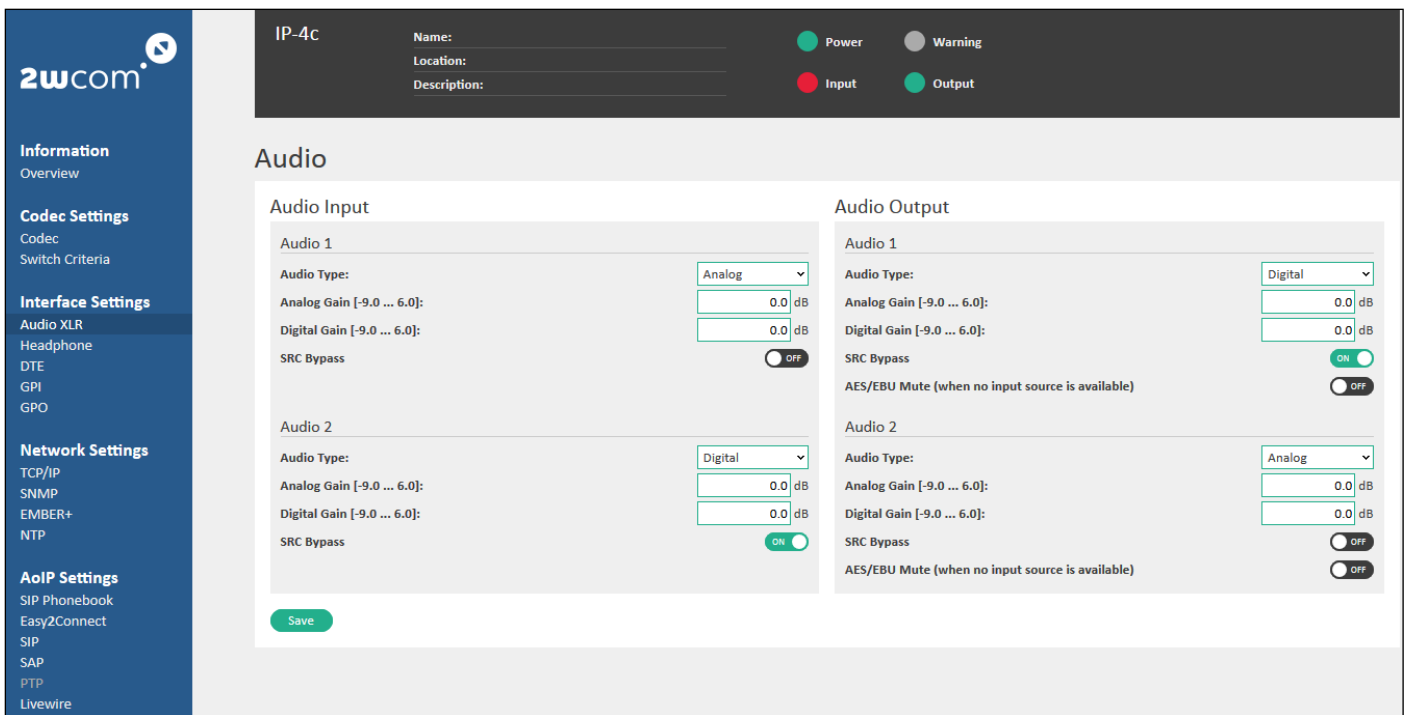 2wcom
Information
Overview
Codec Settings
Codec
Switch Criteria
Interface Settings
Audio XLR
Headphone
DTE
GPI
GPO
Network Settings
TCP/IP
SNMP
EMBER+
NTP
AoIP Settings
SIP Phonebook
Easy2Connect
SIP
SAP
PTP
Livewire
IP-4c
Name:
Location:
Description:
Power
Warning
Input
Output
Audio
Audio Input
Audio 1
Audio Type: Analog
Analog Gain [-9.0 ... 6.0]: 0.0 dB
Digital Gain [-9.0 ... 6.0]: 0.0 dB
SRC Bypass OFF
Audio 2
Audio Type: Digital
Analog Gain [-9.0 ... 6.0]: 0.0 dB
Digital Gain [-9.0 ... 6.0]: 0.0 dB
SRC Bypass ON
Audio Output
Audio 1
Audio Type: Digital
Analog Gain [-9.0 ... 6.0]: 0.0 dB
Digital Gain [-9.0 ... 6.0]: 0.0 dB
SRC Bypass ON
AES/EBU Mute (when no input source is available) OFF
Audio 2
Audio Type: Analog
Analog Gain [-9.0 ... 6.0]: 0.0 dB
Digital Gain [-9.0 ... 6.0]: 0.0 dB
SRC Bypass OFF
AES/EBU Mute (when no input source is available) OFF
Save